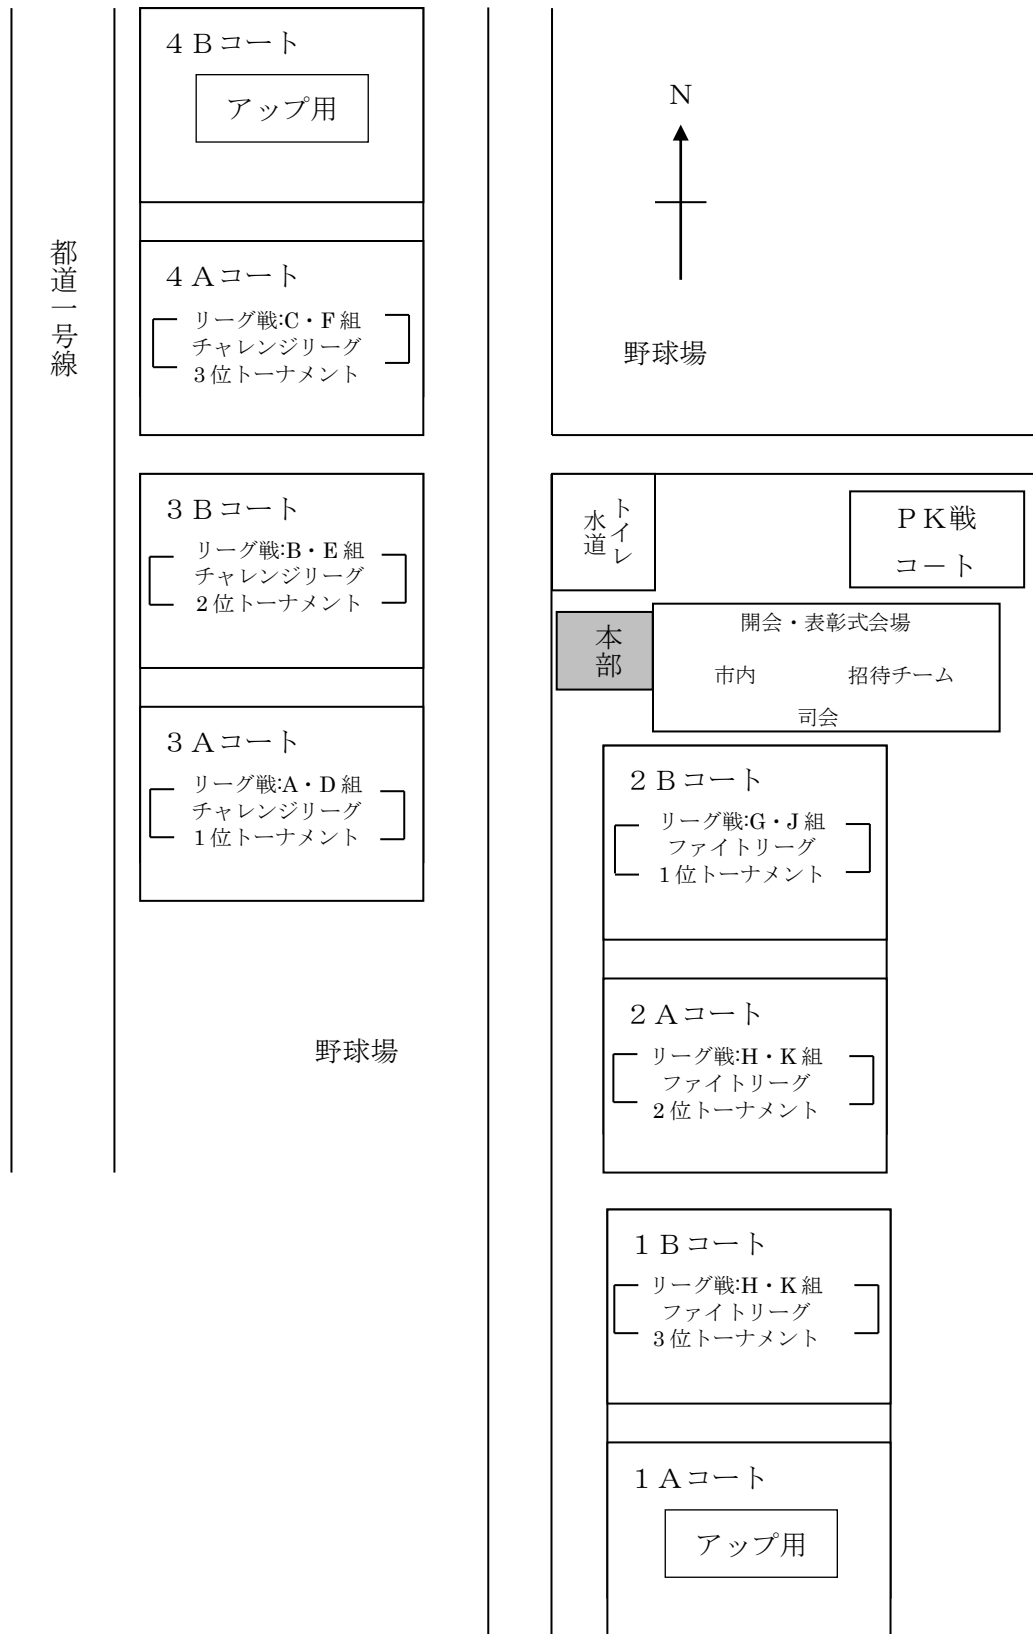 4Bコート
アップ用
都道一号線
4Aコート
リーグ戦:C・F組
チャレンジリーグ
3位トーナメント
3Bコート
リーグ戦:B・E組
チャレンジリーグ
2位トーナメント
3Aコート
リーグ戦:A・D組
チャレンジリーグ
1位トーナメント
野球場
N
野球場
トイレ
水道
PK戦
コート
本部
開会・表彰式会場
市内 招待チーム
司会
2Bコート
リーグ戦:G・J組
ファイトリーグ
1位トーナメント
2Aコート
リーグ戦:H・K組
ファイトリーグ
2位トーナメント
1Bコート
リーグ戦:H・K組
ファイトリーグ
3位トーナメント
1Aコート
アップ用